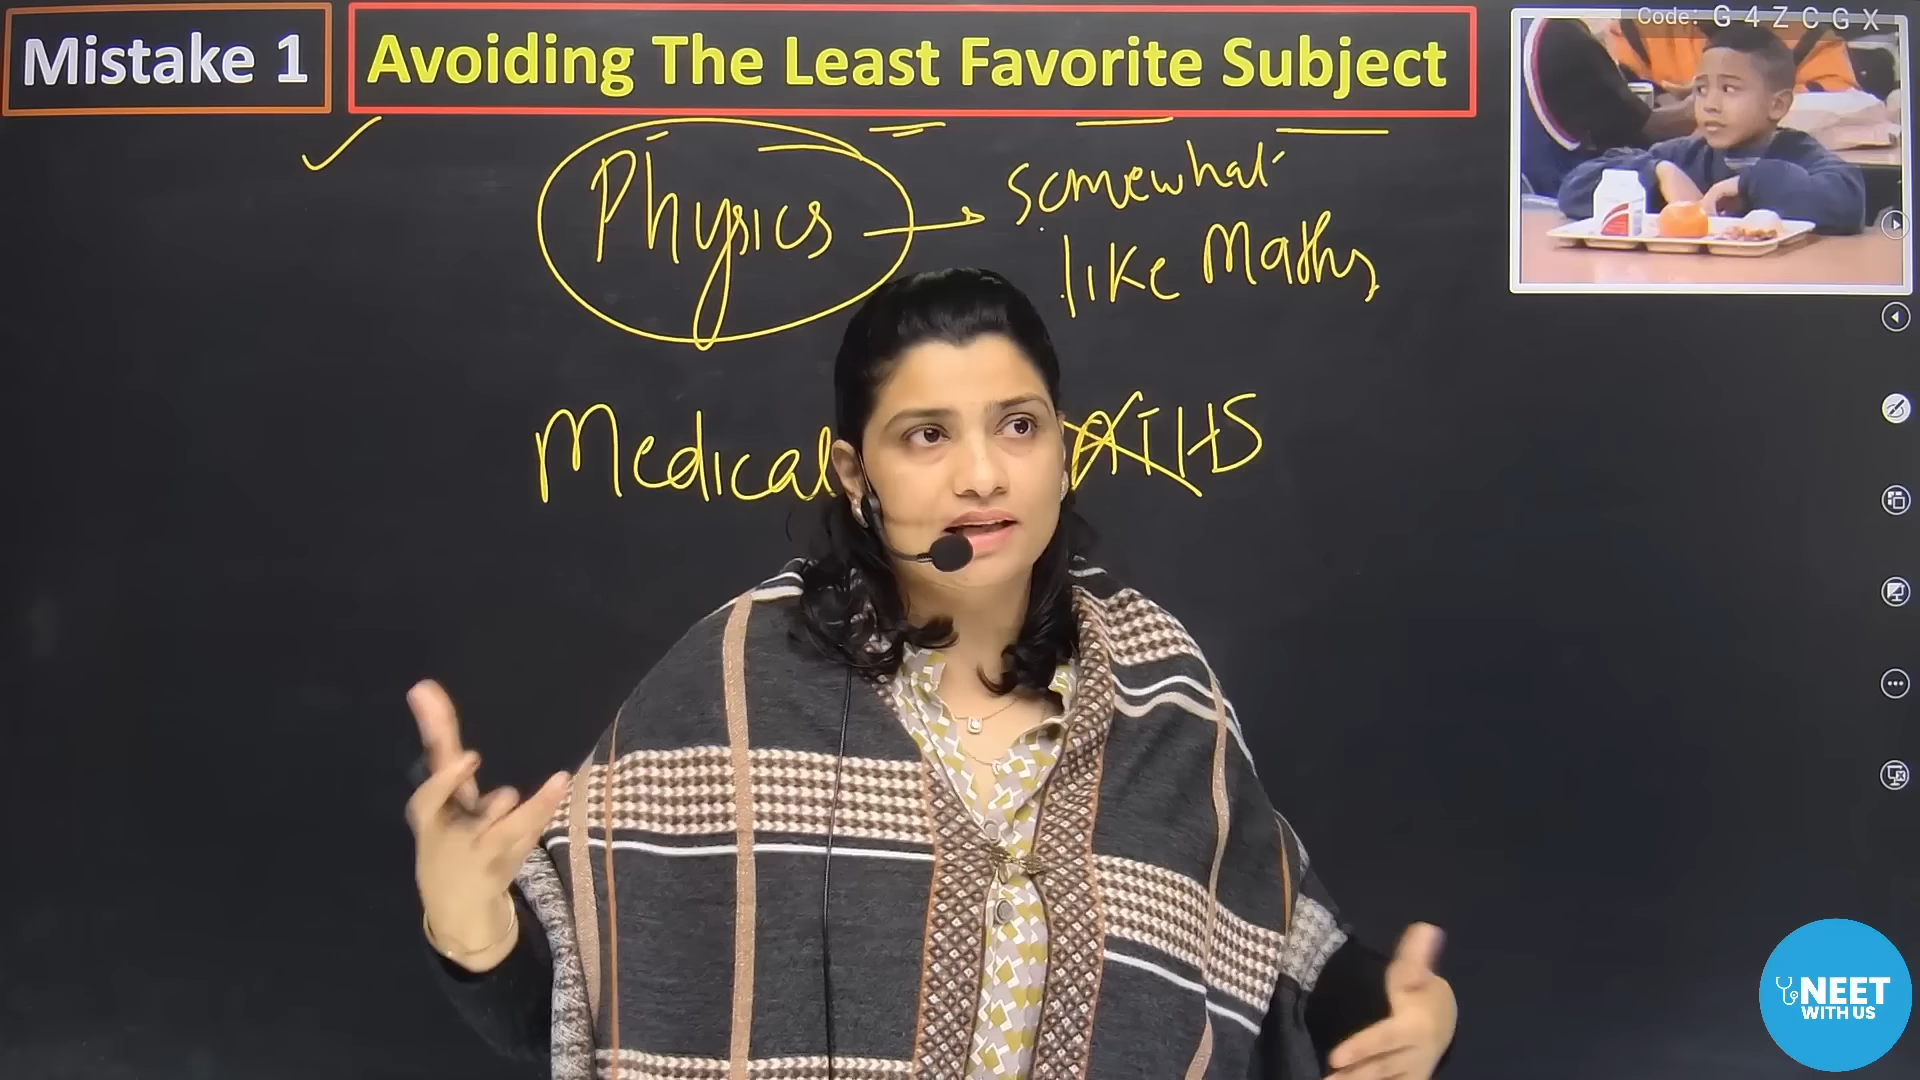 Mistake 1
Avoiding The Least Favorite Subject
Code: G4ZCGX
Physics
somewhat
like Maths
Medical
NEET
WITH US